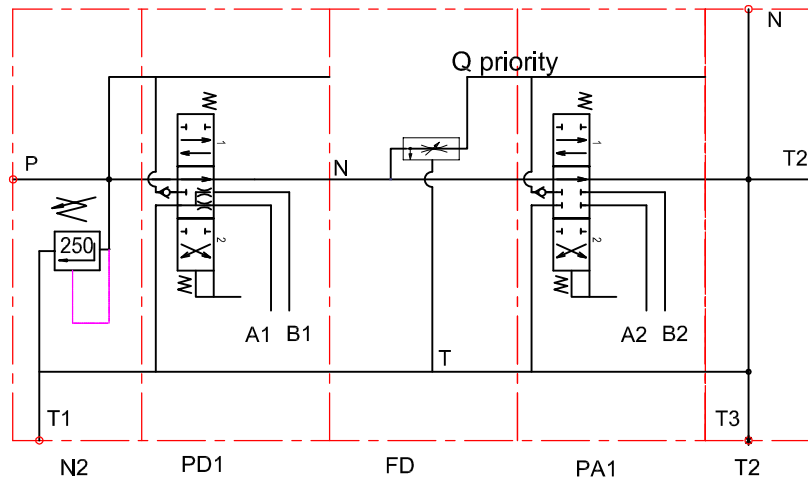 N
Q priority
1
1
P
N
T2
250
2
2
A1 B1
A2 B2
T
T1
T3
N2
PD1
FD
PA1
T2